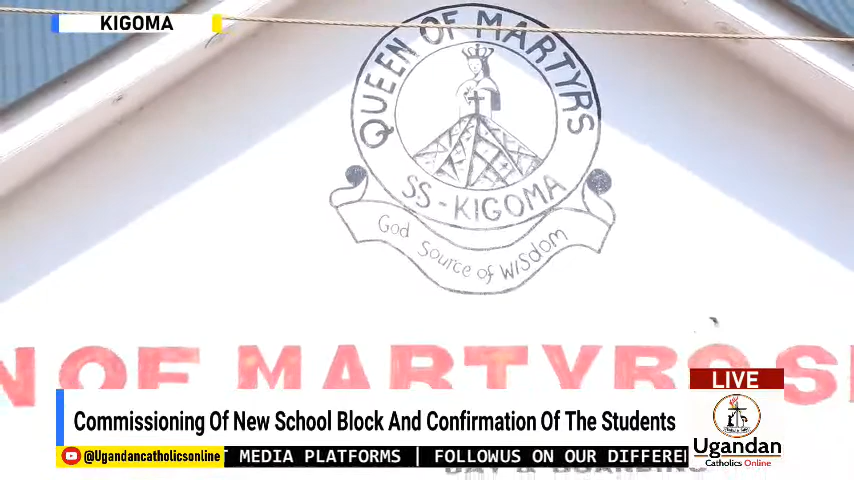 KIGOMA
QUEEN OF MARTYRS
SS - KIGOMA
God Source of Wisdom
N OF MARTYRS S
LIVE
Commissioning Of New School Block And Confirmation Of The Students
Ugandan
Catholics Online
@Ugandancatholicsonline
T MEDIA PLATFORMS | FOLLOWUS ON OUR DIFFERE